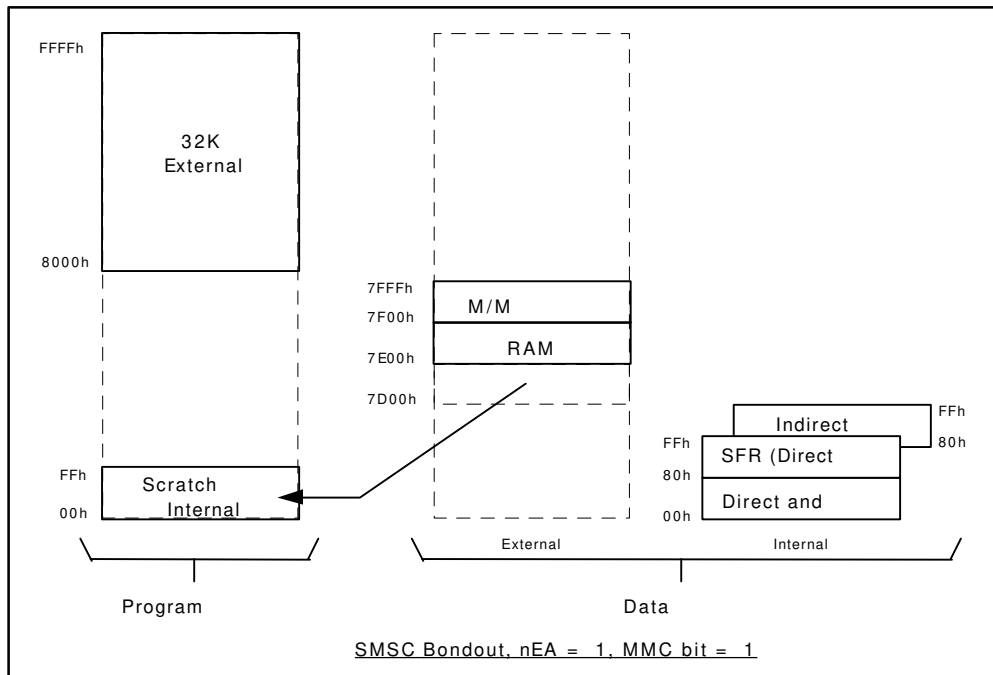 FFFFh
32K
External
8000h
FFh
Scratch
Internal
00h
7FFFh
M/M
7F00h
RAM
7E00h
7D00h
Indirect
FFh
80h
FFh
SFR (Direct
80h
Direct and
00h
External
Internal
Program
Data
SMSC Bondout, nEA = 1, MMC bit = 1